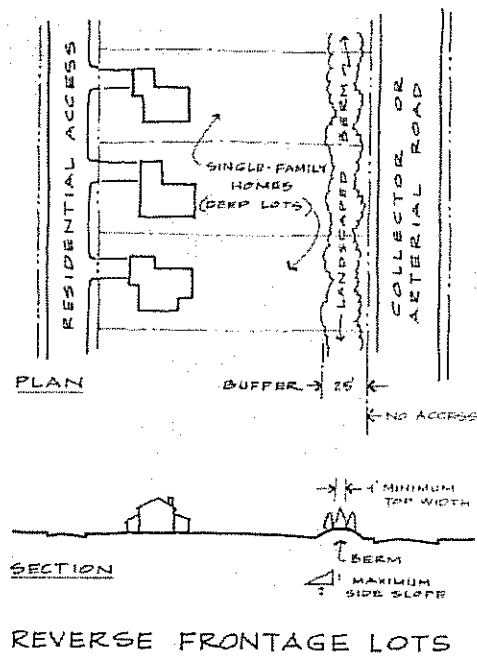 RESIDENTIAL ACCESS
SINGLE-FAMILY
HOMES
(DEEP LOTS)
LANDSCAPED BERM
COLLECTOR OR
ARTERIAL ROAD
PLAN
BUFFER
25'
NO ACCESS
MINIMUM
TOP WIDTH
BERM
MAXIMUM
SIDE SLOPE
SECTION
REVERSE FRONTAGE LOTS